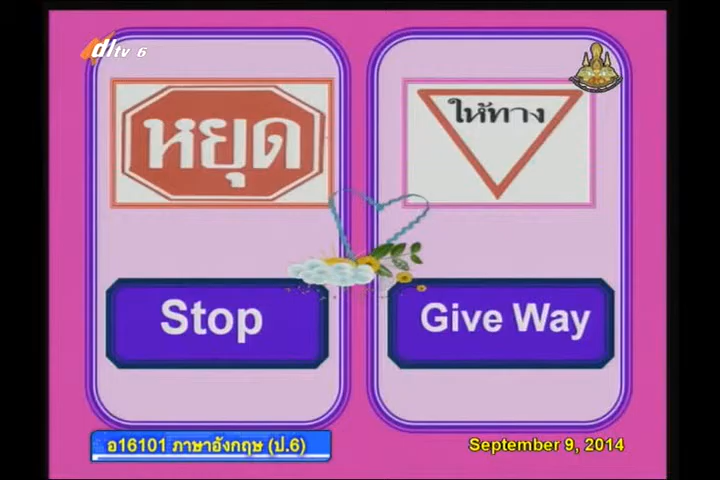 dltv 6
หยุด
ให้ทาง
Stop
Give Way
อ16101 ภาษาอังกฤษ (ป.6)
September 9, 2014